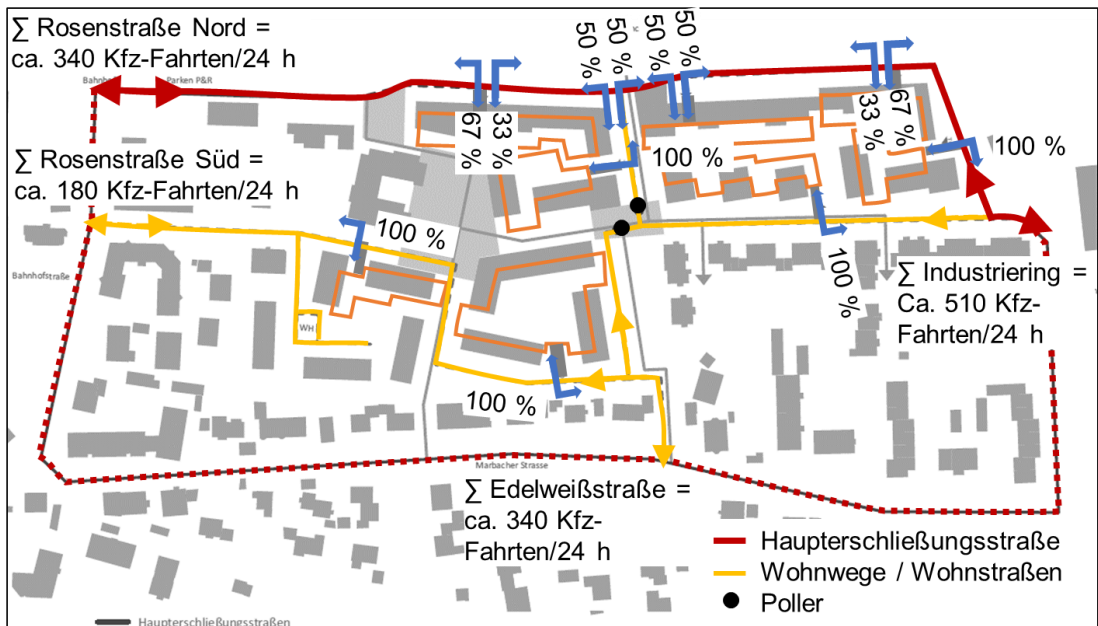 ∑ Rosenstraße Nord =
ca. 340 Kfz-Fahrten/24 h
Parken P&R
50 %
50 %
50 %
50 %
67 %
33 %
33 %
67 %
100 %
100 %
∑ Rosenstraße Süd =
ca. 180 Kfz-Fahrten/24 h
100 %
100 %
Bahnhofstraße
WH
∑ Industriering =
Ca. 510 Kfz-
Fahrten/24 h
100 %
Marbacher Strasse
∑ Edelweißstraße =
ca. 340 Kfz-
Fahrten/24 h
Haupterschließungsstraße
Wohnwege / Wohnstraßen
Poller
Haupterschließungsstraßen